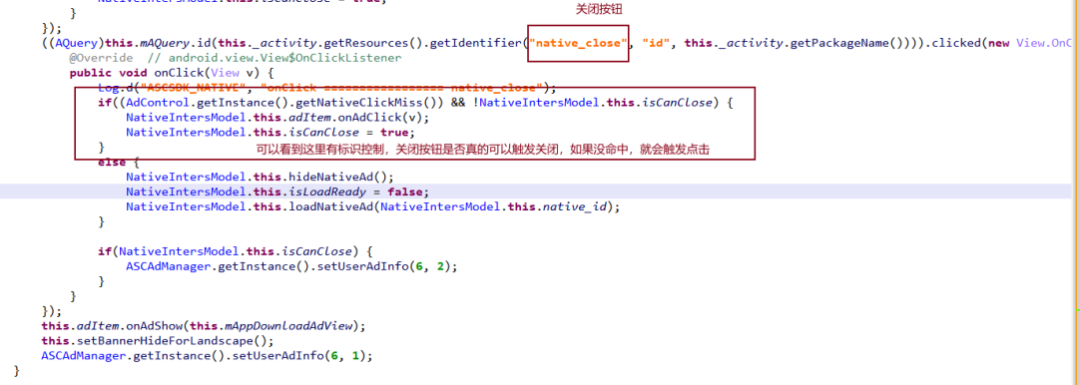 NativeIntersModel.this.isCanClose = true;
关闭按钮
}
});
((AQuery)this.mAQuery.id(this._activity.getResources().getIdentifier("native_close", "id", this._activity.getPackageName()))).clicked(new View.OnC
@Override  // android.view.View$OnClickListener
public void onClick(View v) {
Log.d("ASCSDK_NATIVE", "onClick ================= native_close");
if((AdControl.getInstance().getNativeClickMiss()) && !NativeIntersModel.this.isCanClose) {
NativeIntersModel.this.adItem.onAdClick(v);
NativeIntersModel.this.isCanClose = true;
}
可以看到这里有标识控制，关闭按钮是否真的可以触发关闭，如果没命中，就会触发点击
else {
NativeIntersModel.this.hideNativeAd();
NativeIntersModel.this.isLoadReady = false;
NativeIntersModel.this.loadNativeAd(NativeIntersModel.this.native_id);
}
if(NativeIntersModel.this.isCanClose) {
ASCAdManager.getInstance().setUserAdInfo(6, 2);
}
}
});
this.adItem.onAdShow(this.mAppDownloadAdView);
this.setBannerHideForLandscape();
ASCAdManager.getInstance().setUserAdInfo(6, 1);
}